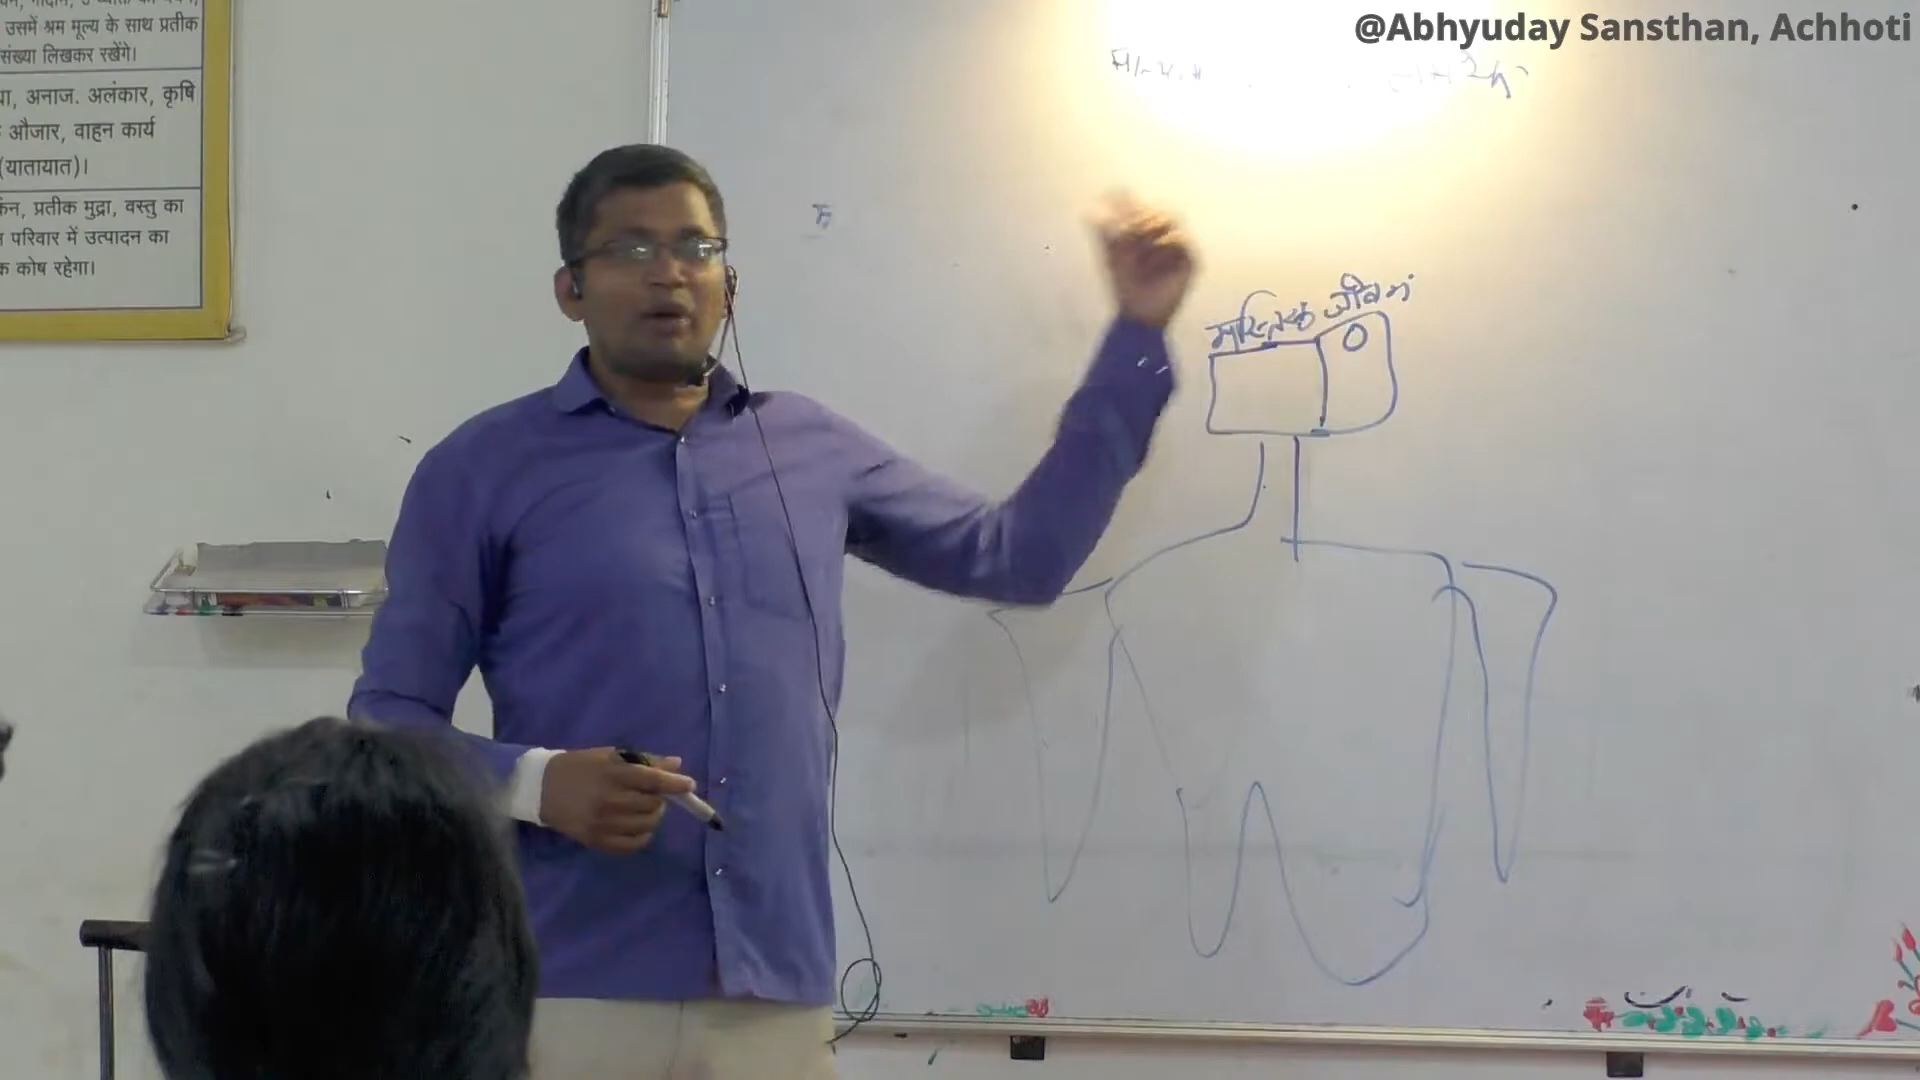 @Abhyuday Sansthan, Achhoti
उसमें श्रम मूल्य के साथ प्रतीक
संख्या लिखकर रखेंगे।
अनाज. अलंकार, कृषि
औजार, वाहन कार्य
(यातायात)।
प्रतीक मुद्रा, वस्तु का
परिवार में उत्पादन का
कोष रहेगा।
मस्तिष्क जीवन